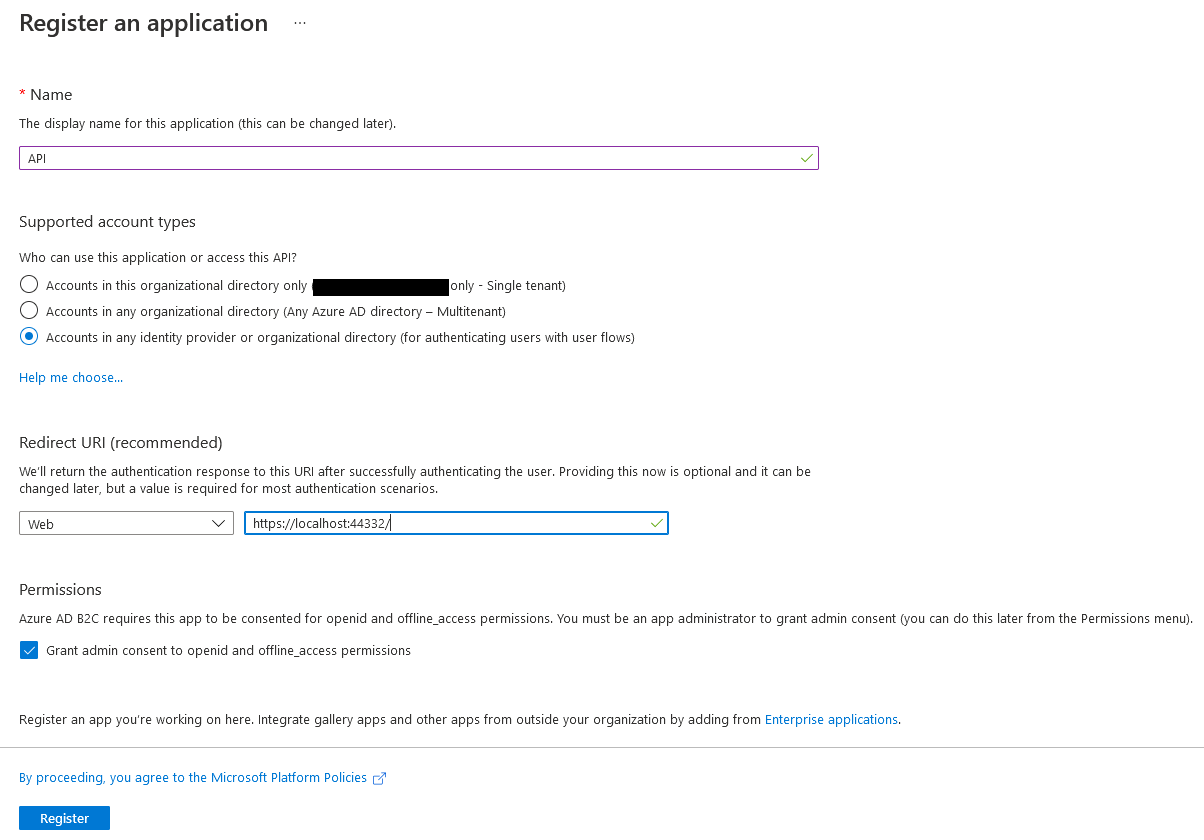 Register an application ...
* Name
The display name for this application (this can be changed later).
API
Supported account types
Who can use this application or access this API?
Accounts in this organizational directory only ( only - Single tenant)
Accounts in any organizational directory (Any Azure AD directory – Multitenant)
Accounts in any identity provider or organizational directory (for authenticating users with user flows)
Help me choose...
Redirect URI (recommended)
We'll return the authentication response to this URI after successfully authenticating the user. Providing this now is optional and it can be
changed later, but a value is required for most authentication scenarios.
Web https://localhost:44332/
Permissions
Azure AD B2C requires this app to be consented for openid and offline_access permissions. You must be an app administrator to grant admin consent (you can do this later from the Permissions menu).
Grant admin consent to openid and offline_access permissions
Register an app you're working on here. Integrate gallery apps and other apps from outside your organization by adding from Enterprise applications.
By proceeding, you agree to the Microsoft Platform Policies
Register